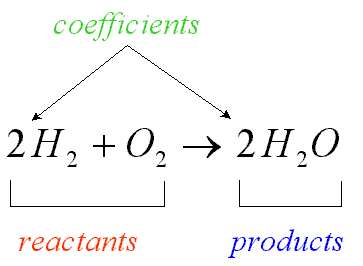 coefficients
2H₂ + O₂ → 2H₂O
reactants products